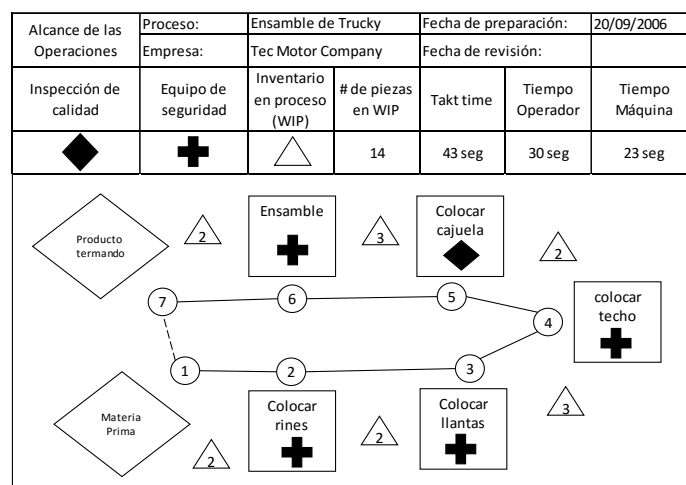 Alcance de las Operaciones
Proceso:
Ensamble de Trucky
Fecha de preparación:
20/09/2006
Empresa:
Tec Motor Company
Fecha de revisión:
Inspección de
calidad
Equipo de
seguridad
Inventario
en proceso
(WIP)
# de piezas
en WIP
Takt time
Tiempo
Operador
Tiempo
Máquina
14
43 seg
30 seg
23 seg
Producto
termando
2
Ensamble
3
Colocar
cajuela
2
7
6
5
4
colocar
techo
1
2
3
Materia
Prima
2
Colocar
rines
2
Colocar
llantas
3